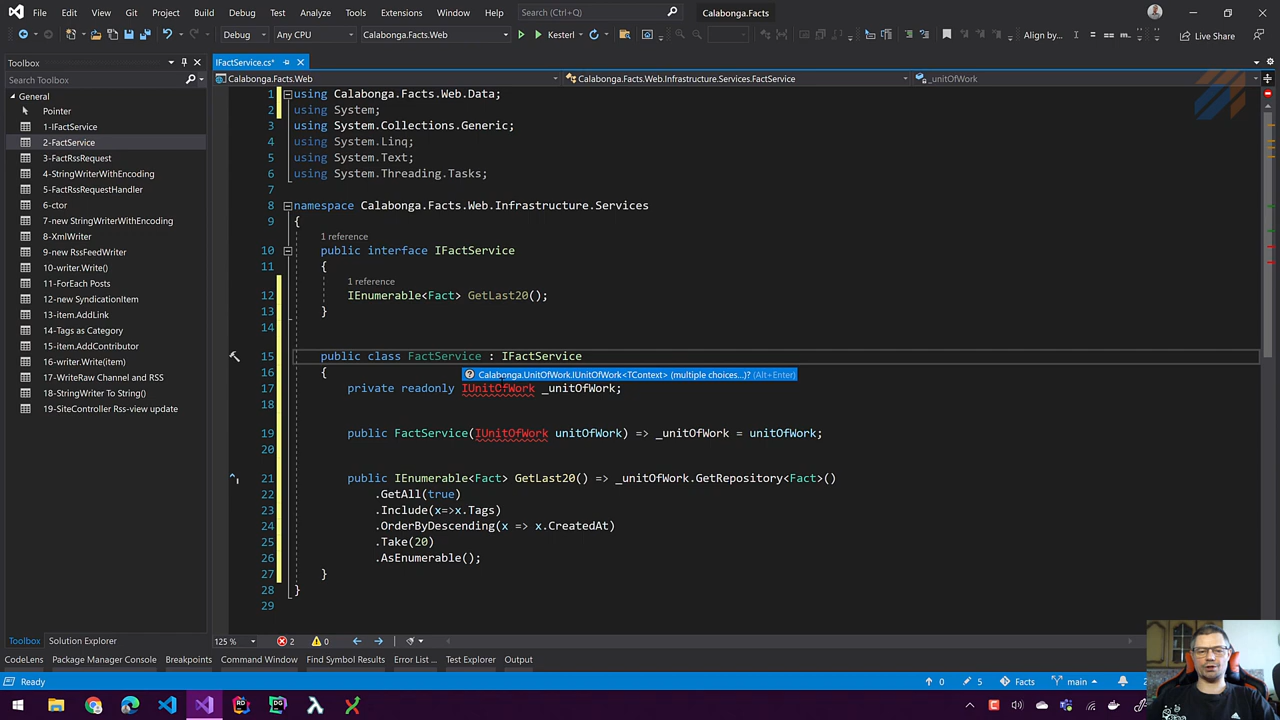 File Edit View Git Project Build Debug Test Analyze Tools Extensions Window Help Search (Ctrl+Q) Calabonga.Facts
Debug Any CPU Calabonga.Facts.Web Kesterl Align by... Live Share
Toolbox
IFactService.cs*
Search Toolbox
Calabonga.Facts.Web Calabonga.Facts.Web.Infrastructure.Services.FactService _unitOfWork
General
Pointer
1-IFactService
2-FactService
3-FactRssRequest
4-StringWriterWithEncoding
5-FactRssRequestHandler
6-ctor
7-new StringWriterWithEncoding
8-XmlWriter
9-new RssFeedWriter
10-writer.Write()
11-ForEach Posts
12-new SyndicationItem
13-item.AddLink
14-Tags as Category
15-item.AddContributor
16-writer.Write(item)
17-WriteRaw Channel and RSS
18-StringWriter To String()
19-SiteController Rss-view update
1 using Calabonga.Facts.Web.Data;
2 using System;
3 using System.Collections.Generic;
4 using System.Linq;
5 using System.Text;
6 using System.Threading.Tasks;
7
8 namespace Calabonga.Facts.Web.Infrastructure.Services
9 {
1 reference
10 public interface IFactService
11 {
1 reference
12 IEnumerable<Fact> GetLast20();
13 }
14
15 public class FactService : IFactService
16 {
Calabonga.UnitOfWork.IUnitOfWork<TContext> (multiple choices...)? (Alt+Enter)
17 private readonly IUnitOfWork _unitOfWork;
18
19 public FactService(IUnitOfWork unitOfWork) => _unitOfWork = unitOfWork;
20
21 public IEnumerable<Fact> GetLast20() => _unitOfWork.GetRepository<Fact>()
22 .GetAll(true)
23 .Include(x=>x.Tags)
24 .OrderByDescending(x => x.CreatedAt)
25 .Take(20)
26 .AsEnumerable();
27 }
28 }
29
Toolbox Solution Explorer
125 % 2 0
CodeLens Package Manager Console Breakpoints Command Window Find Symbol Results Error List ... Test Explorer Output
Ready 0 5 Facts main